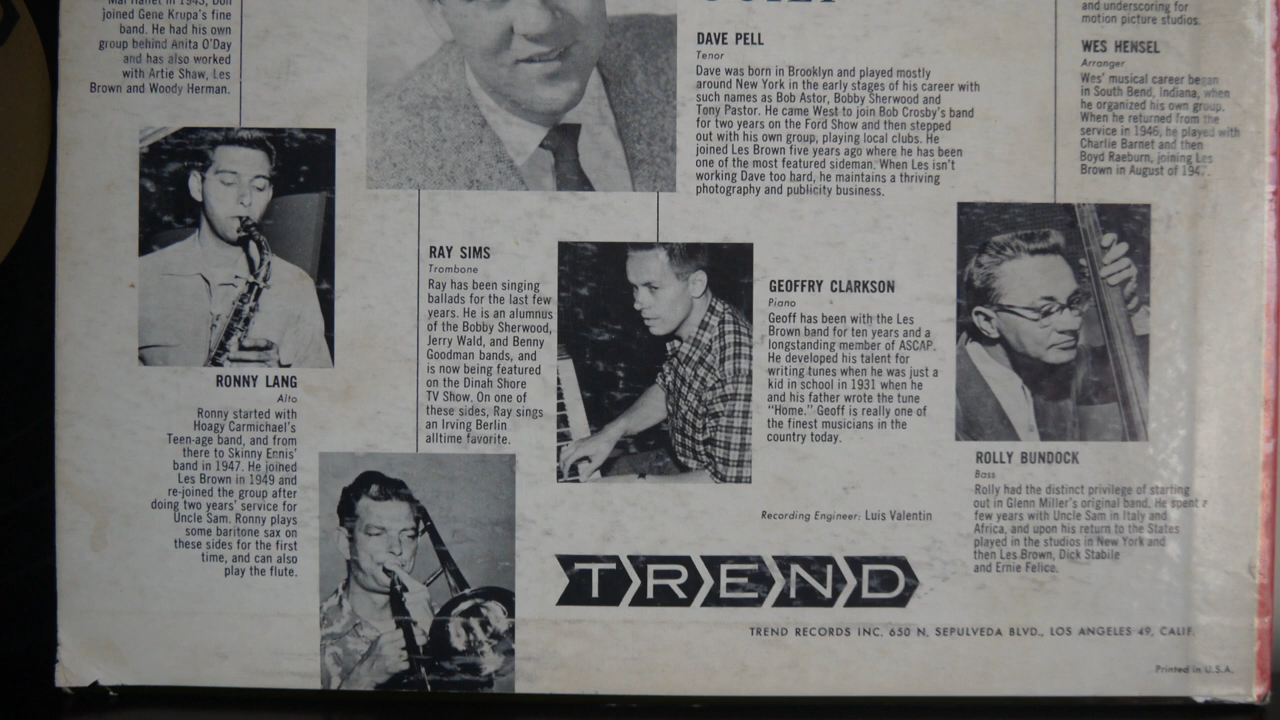 Mal Hallet in 1943, Don
joined Gene Krupa's fine
band. He had his own
group behind Anita O'Day
and has also worked
with Artie Shaw, Les
Brown and Woody Herman.
RONNY LANG
Alto
Ronny started with
Hoagy Carmichael's
Teen-age band, and from
there to Skinny Ennis'
band in 1947. He joined
Les Brown in 1949 and
re-joined the group after
doing two years' service for
Uncle Sam. Ronny plays
some baritone sax on
these sides for the first
time, and can also
play the flute.
RAY SIMS
Trombone
Ray has been singing
ballads for the last few
years. He is an alumnus
of the Bobby Sherwood,
Jerry Wald, and Benny
Goodman bands, and
is now being featured
on the Dinah Shore
TV Show. On one of
these sides, Ray sings
an Irving Berlin
alltime favorite.
DAVE PELL
Tenor
Dave was born in Brooklyn and played mostly
around New York in the early stages of his career with
such names as Bob Astor, Bobby Sherwood and
Tony Pastor. He came West to join Bob Crosby's band
for two years on the Ford Show and then stepped
out with his own group, playing local clubs. He
joined Les Brown five years ago where he has been
one of the most featured sideman. When Les isn't
working Dave too hard, he maintains a thriving
photography and publicity business.
GEOFFRY CLARKSON
Piano
Geoff has been with the Les
Brown band for ten years and a
longstanding member of ASCAP.
He developed his talent for
writing tunes when he was just a
kid in school in 1931 when he
and his father wrote the tune
"Home." Geoff is really one of
the finest musicians in the
country today.
Recording Engineer: Luis Valentin
and underscoring for
motion picture studios.
WES HENSEL
Arranger
Wes' musical career began
in South Bend, Indiana, when
he organized his own group.
When he returned from the
service in 1946, he played with
Charlie Barnet and then
Boyd Raeburn, joining Les
Brown in August of
ROLLY BUNDOCK
Bass
Rolly had the distinct privilege of starting
out in Glenn Miller's original band. He spent a
few years with Uncle Sam in Italy and
Africa, and upon his return to the States
played in the studios in New York and
then Les Brown, Dick Stabile
and Ernie Felice.
TREND
TREND RECORDS INC. 650 N. SEPULVEDA BLVD., LOS ANGELES 49, CALIF.
Printed in U.S.A.